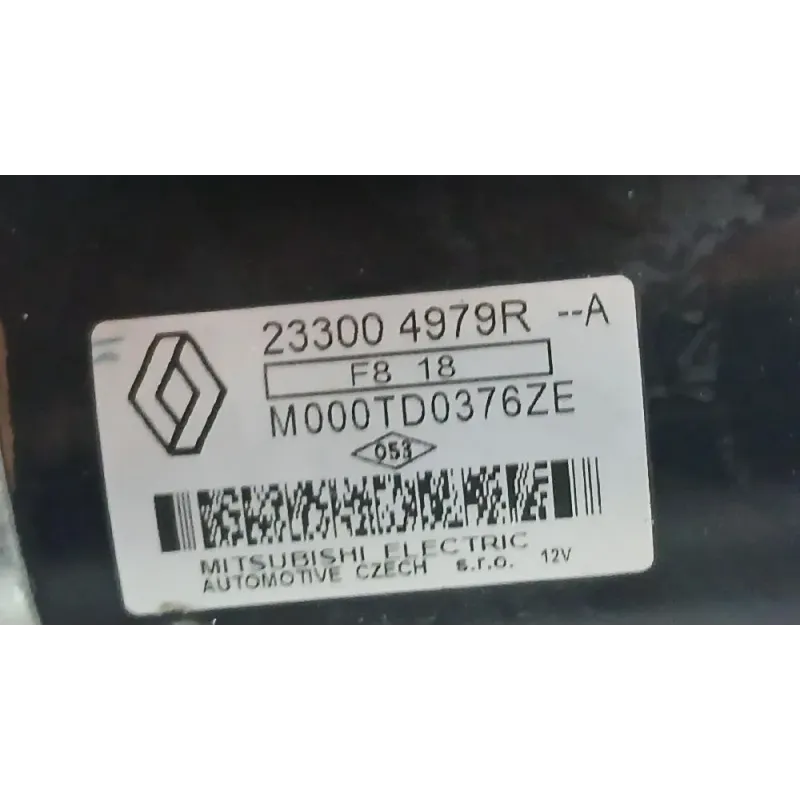 23300 4979R --A
F8 18
M000TD0376ZE
053
MITSUBISHI ELECTRIC
AUTOMOTIVE CZECH s.r.o. 12V